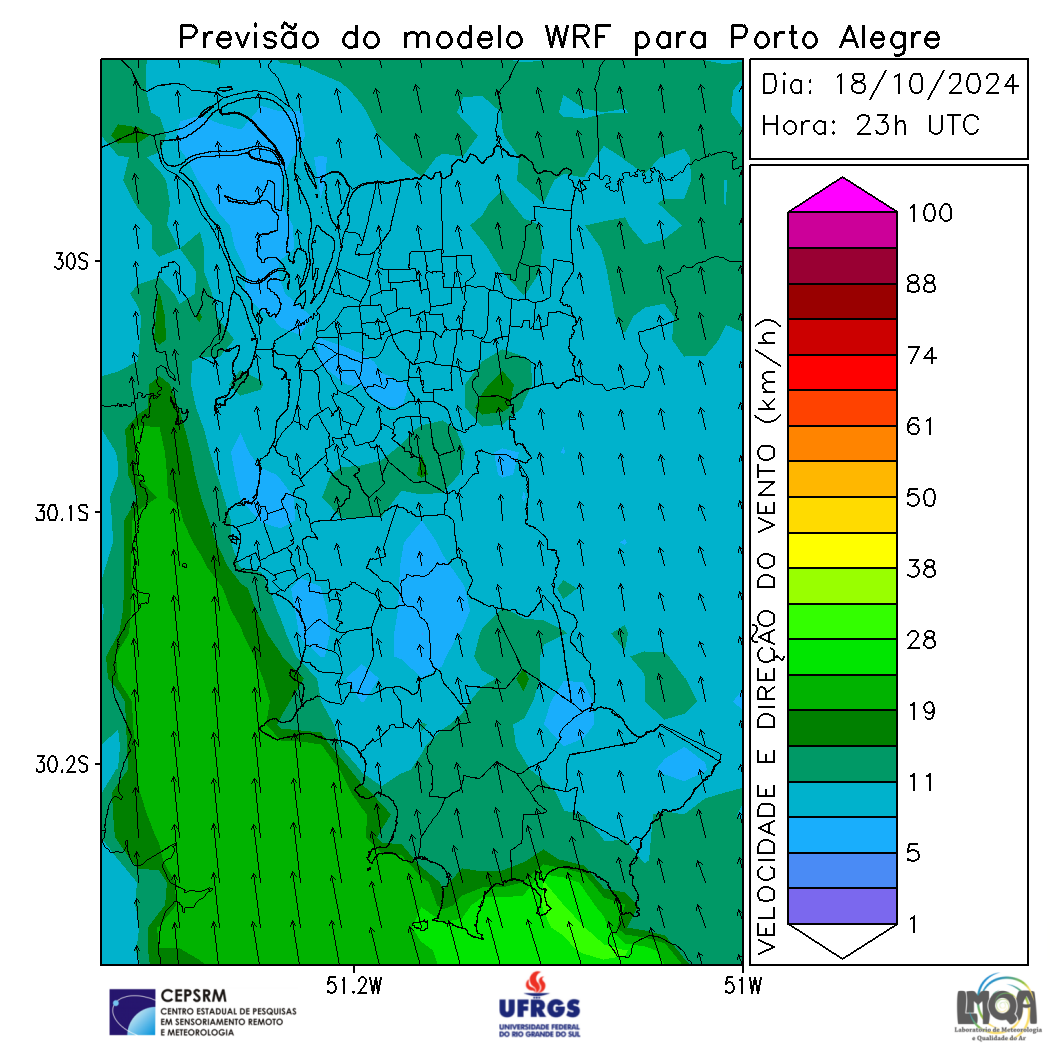 Previsão do modelo WRF para Porto Alegre
Dia: 18/10/2024
Hora: 23h UTC
30S
30.1S
30.2S
51.2W
51W
VELOCIDADE E DIREÇÃO DO VENTO (km/h)
100
88
74
61
50
38
28
19
11
5
1
CEPSRM
CENTRO ESTADUAL DE PESQUISAS
EM SENSORIAMENTO REMOTO
E METEOROLOGIA
UFRGS
UNIVERSIDADE FEDERAL
DO RIO GRANDE DO SUL
LMQA
Laboratório de Meteorologia
e Qualidade do Ar